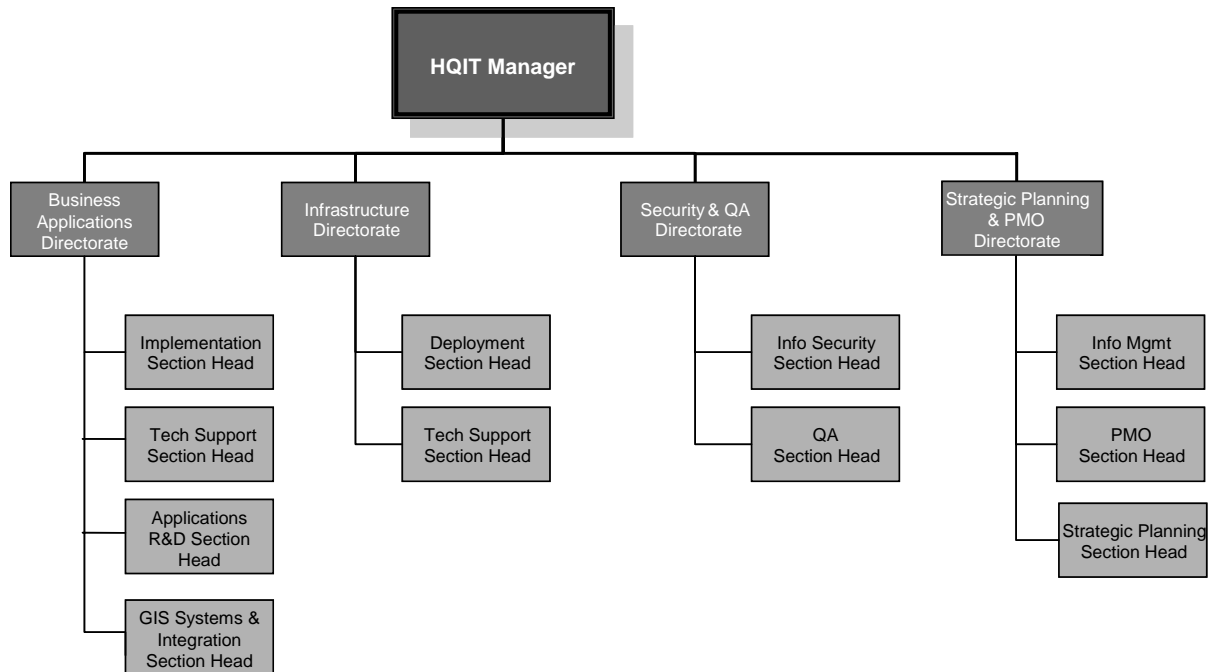 HQIT Manager
Business
Applications
Directorate
Infrastructure
Directorate
Security & QA
Directorate
Strategic Planning
& PMO
Directorate
Implementation
Section Head
Tech Support
Section Head
Applications
R&D Section
Head
GIS Systems &
Integration
Section Head
Deployment
Section Head
Tech Support
Section Head
Info Security
Section Head
QA
Section Head
Info Mgmt
Section Head
PMO
Section Head
Strategic Planning
Section Head